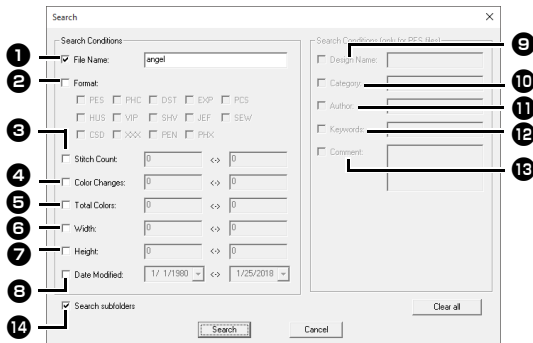 Search
Search Conditions
1 File Name: angel
2 Format:
PES PHC DST EXP PCS
HUS VIP SHV JEF SEW
CSD XXX PEN PHX
3 Stitch Count: 0 <-> 0
4 Color Changes: 0 <-> 0
5 Total Colors: 0 <-> 0
6 Width: 0 <-> 0
7 Height: 0 <-> 0
8 Date Modified: 1/ 1/1980 <-> 1/25/2018
14 Search subfolders
Search Conditions (only for PES files)
Design Name: 9
Category: 10
Author: 11
Keywords: 12
Comment: 13
Clear all
Search Cancel